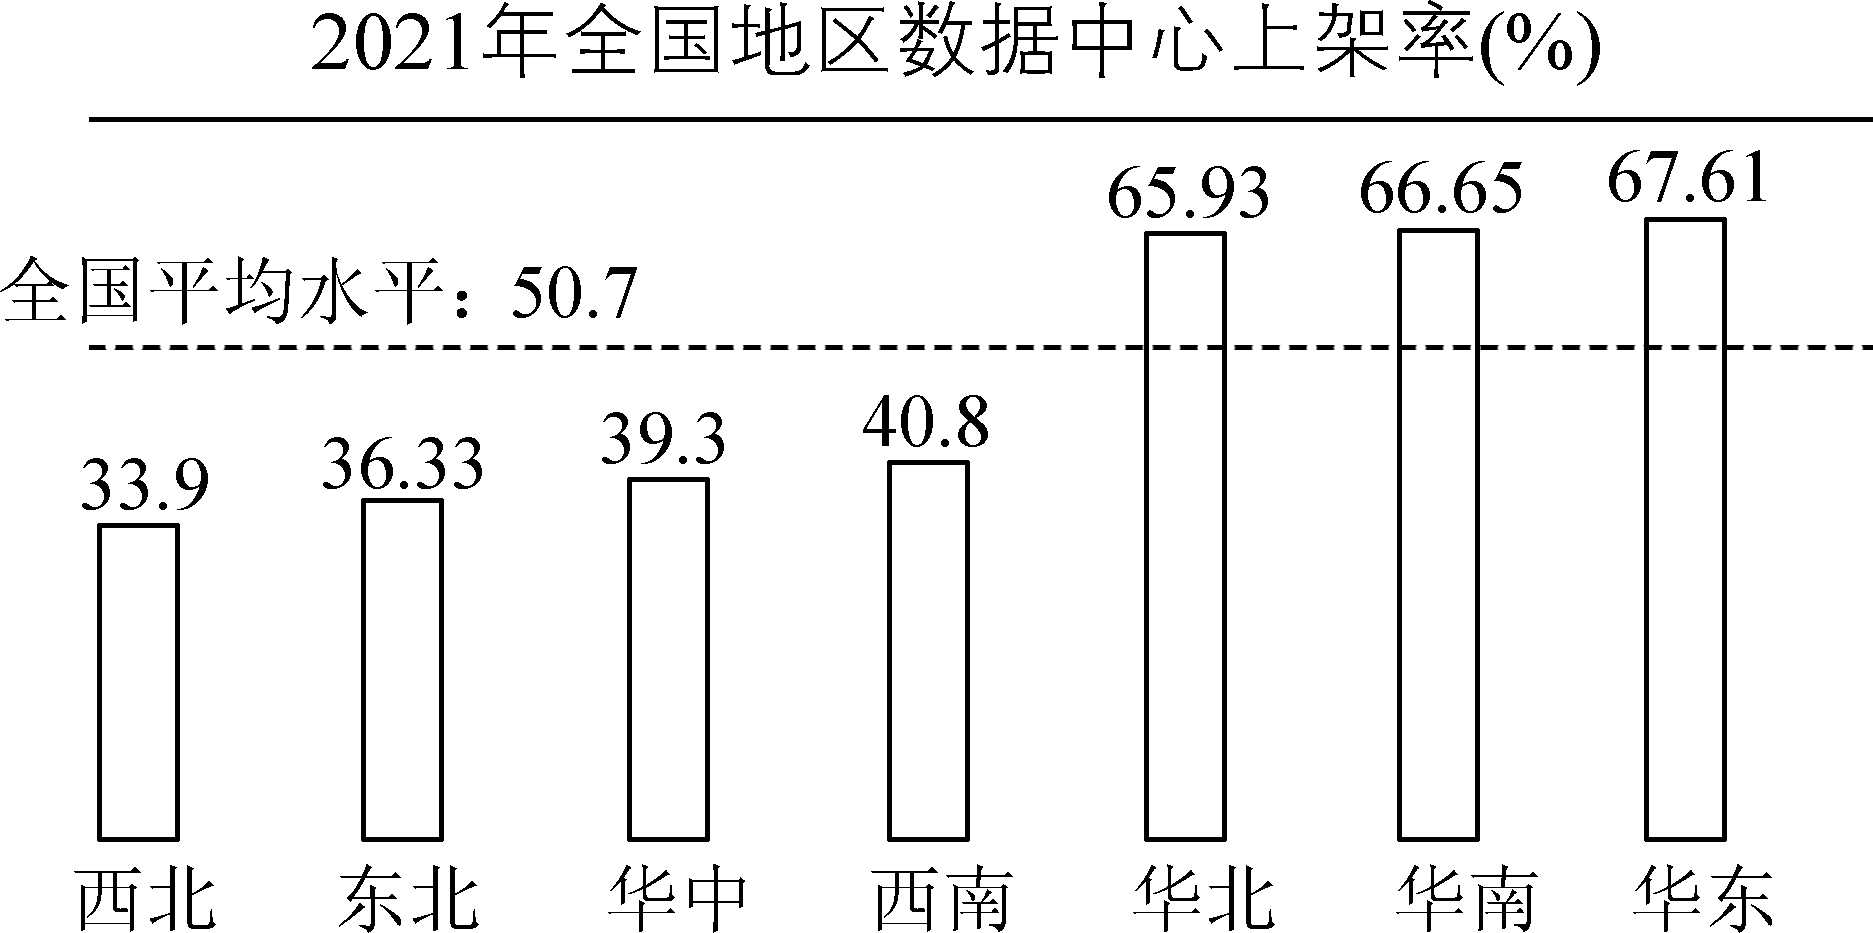 2021年全国地区数据中心上架率(%)
65.93 66.65 67.61
全国平均水平：50.7
33.9 36.33 39.3 40.8
西北 东北 华中 西南 华北 华南 华东